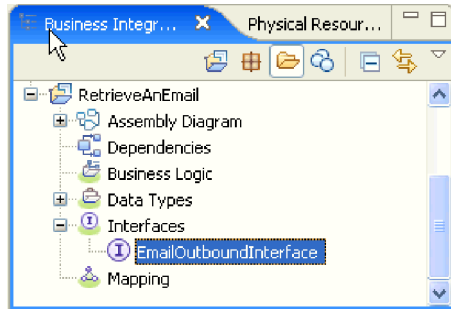 Business Integr... Physical Resour...
RetrieveAnEmail
Assembly Diagram
Dependencies
Business Logic
Data Types
Interfaces
EmailOutboundInterface
Mapping